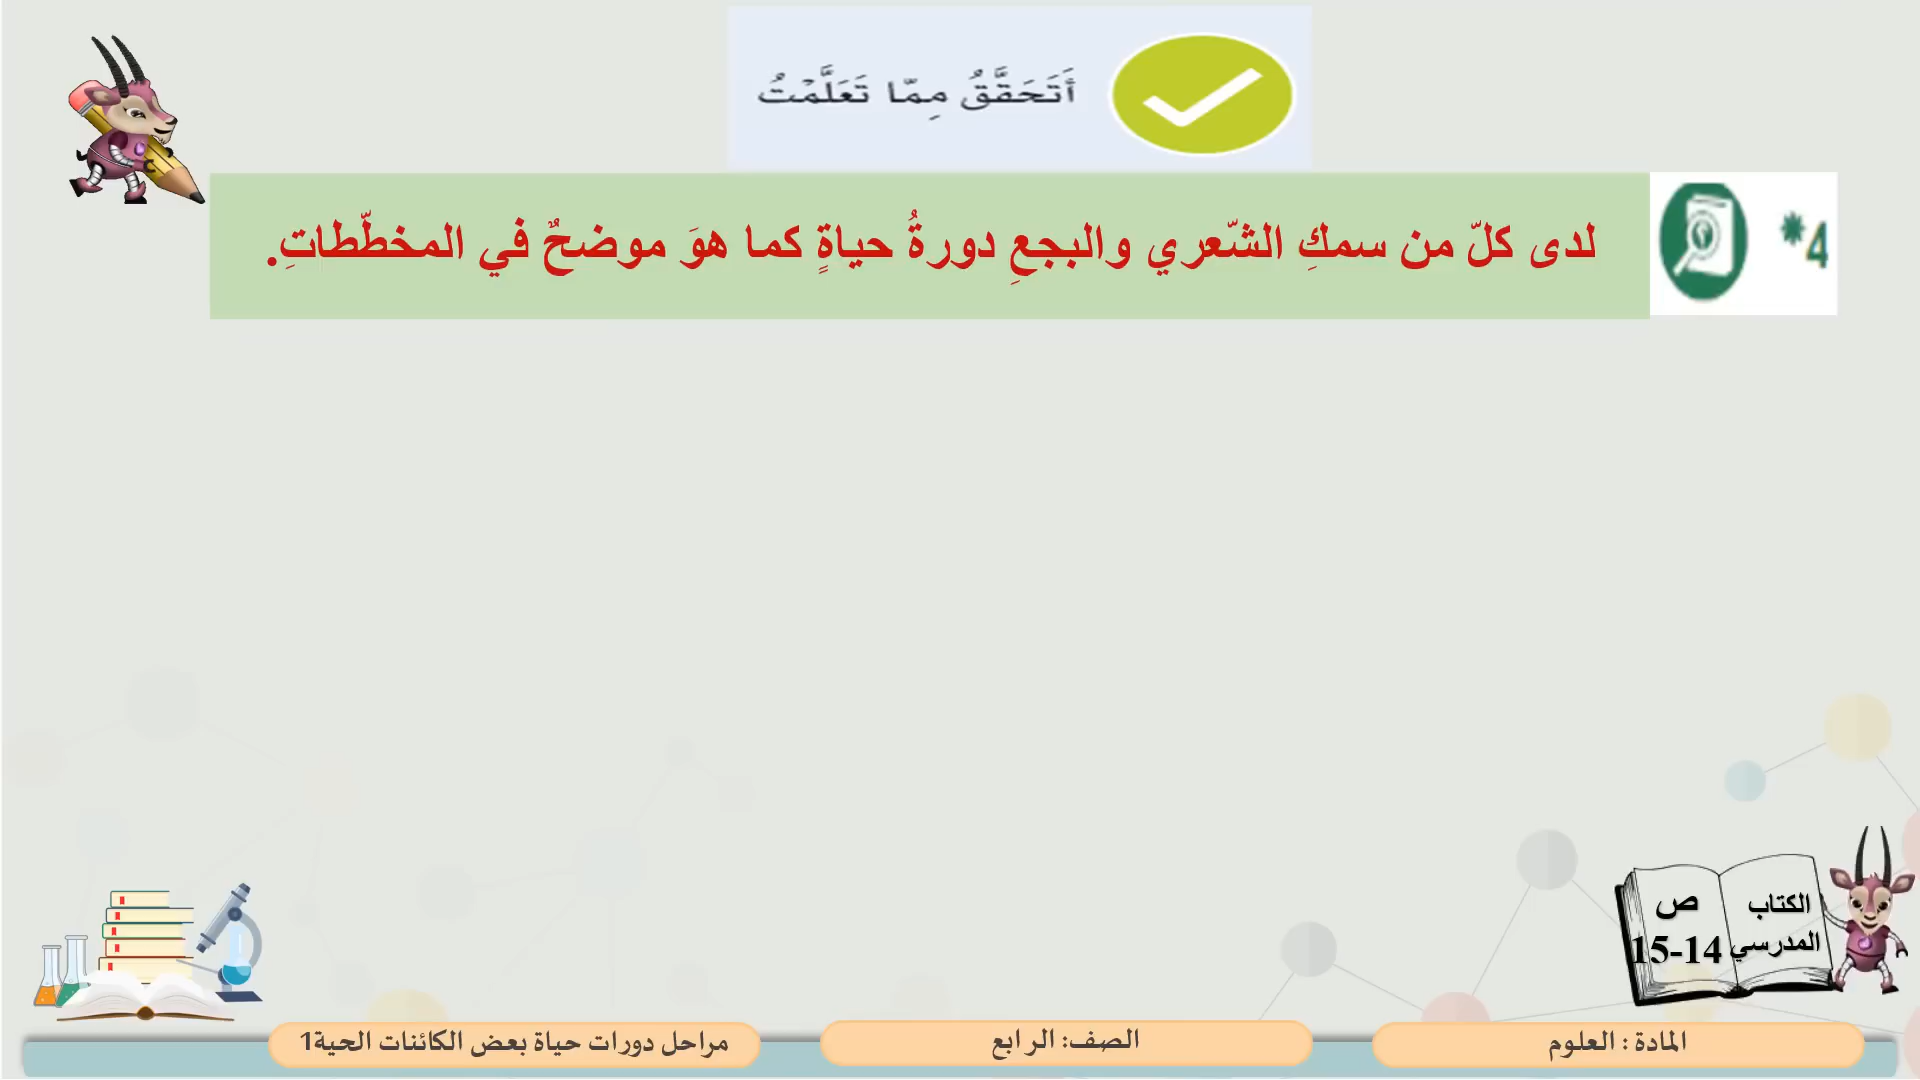 أَتَحَقَّقُ مِمّا تَعَلَّمْتُ
4*
لدى كلّ من سمكِ الشّعري والبجعِ دورةُ حياةٍ كما هوَ موضحٌ في المخطّطاتِ.
الكتاب المدرسي
ص 14-15
المادة : العلوم
الصف: الرابع
مراحل دورات حياة بعض الكائنات الحية1